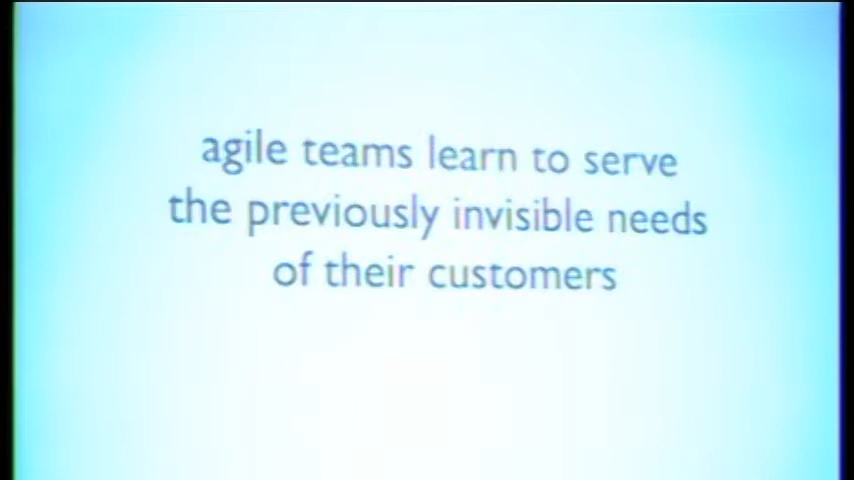 agile teams learn to serve
the previously invisible needs
of their customers